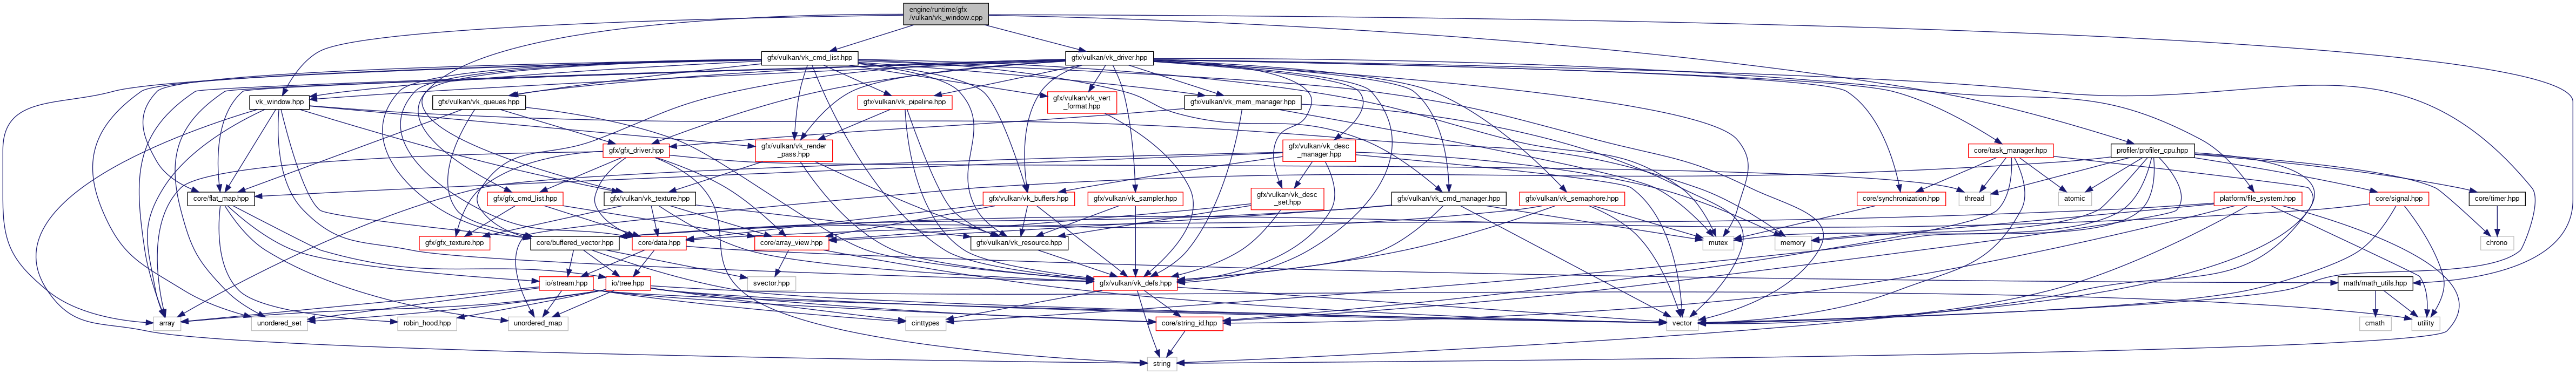 engine/runtime/gfx
/vulkan/vk_window.cpp
gfx/vulkan/vk_cmd_list.hpp
gfx/vulkan/vk_driver.hpp
vk_window.hpp
gfx/vulkan/vk_queues.hpp
gfx/vulkan/vk_pipeline.hpp
gfx/vulkan/vk_vert
_format.hpp
gfx/vulkan/vk_mem_manager.hpp
gfx/gfx_driver.hpp
gfx/vulkan/vk_render
_pass.hpp
gfx/vulkan/vk_desc
_manager.hpp
core/task_manager.hpp
profiler/profiler_cpu.hpp
core/flat_map.hpp
gfx/gfx_cmd_list.hpp
gfx/vulkan/vk_texture.hpp
gfx/vulkan/vk_buffers.hpp
gfx/vulkan/vk_sampler.hpp
gfx/vulkan/vk_desc
_set.hpp
gfx/vulkan/vk_cmd_manager.hpp
gfx/vulkan/vk_semaphore.hpp
core/synchronization.hpp
thread
atomic
platform/file_system.hpp
core/signal.hpp
core/timer.hpp
gfx/gfx_texture.hpp
core/buffered_vector.hpp
core/data.hpp
core/array_view.hpp
gfx/vulkan/vk_resource.hpp
mutex
memory
chrono
io/stream.hpp
io/tree.hpp
svector.hpp
gfx/vulkan/vk_defs.hpp
math/math_utils.hpp
array
unordered_set
robin_hood.hpp
unordered_map
cinttypes
core/string_id.hpp
vector
cmath
utility
string